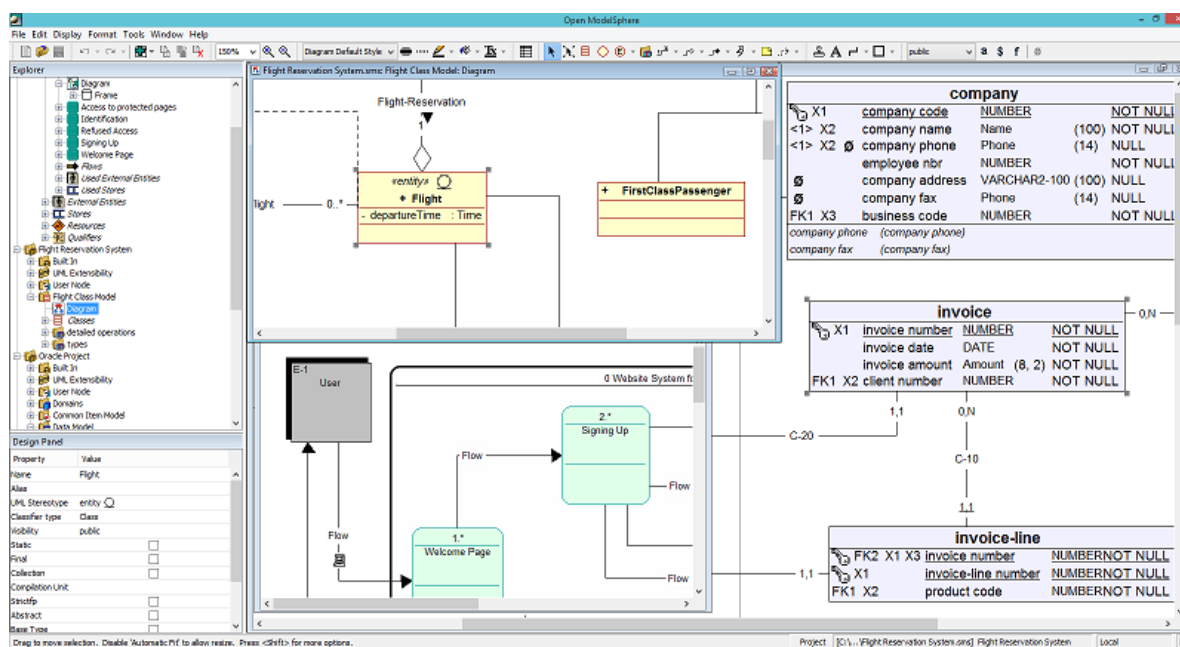 Open ModelSphere
File Edit Display Format Tools Window Help
150%
Diagram Default Style
public
a $ f
Explorer
Diagram
Frame
Access to protected pages
Identification
Refused Access
Signing Up
Welcome Page
Flows
Used External Entities
Used Stores
External Entities
Stores
Resources
Qualifiers
Flight Reservation System
Built In
UML Extensibility
User Node
Flight Class Model
Diagram
Classes
detailed operations
types
Oracle Project
Built In
UML Extensibility
User Node
Domains
Common Item Model
Data Model
Design Panel
Property Value
Name Flight
Alias
UML Stereotype entity
Classifier type Class
Visibility public
Static
Final
Collection
Compilation Unit
Strictfp
Abstract
Base Type
Flight Reservation System.sms: Flight Class Model: Diagram
Flight-Reservation
1
light 0..*
«entity»
Flight
- departureTime : Time
+ FirstClassPassenger
E-1
User
0 Website System fo
2.*
Signing Up
Flow
Flow
Flow
1.*
Welcome Page
Flow
company
X1 company code NUMBER NOT NULL
<1> X2 company name Name (100) NOT NULL
<1> X2 Ø company phone Phone (14) NULL
employee nbr NUMBER NOT NULL
Ø company address VARCHAR2-100 (100) NULL
Ø company fax Phone (14) NULL
FK1 X3 business code NUMBER NOT NULL
company phone (company phone)
company fax (company fax)
invoice
X1 invoice number NUMBER NOT NULL
invoice date DATE NOT NULL
invoice amount Amount (8, 2) NOT NULL
FK1 X2 client number NUMBER NOT NULL
0,N
1,1 0,N
C-20
C-10
1,1
invoice-line
FK2 X1 X3 invoice number NUMBERNOT NULL
1,1 X1 invoice-line number NUMBERNOT NULL
FK1 X2 product code NUMBERNOT NULL
Drag to move selection. Disable 'Automatic Fit' to allow resize. Press <Shift> for more options.
Project [C:\... \Flight Reservation System.sms] Flight Reservation System Local